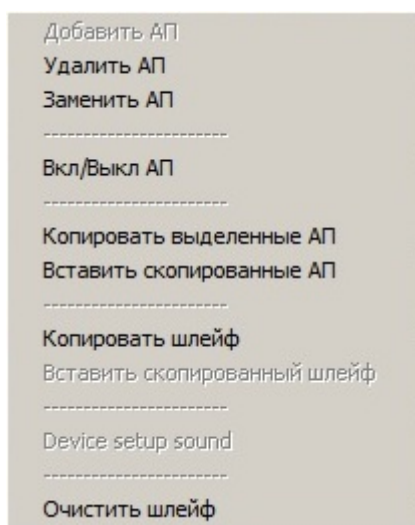 Добавить АП
Удалить АП
Заменить АП
-----------------------
Вкл/Выкл АП
-----------------------
Копировать выделенные АП
Вставить скопированные АП
-----------------------
Копировать шлейф
Вставить скопированный шлейф
-----------------------
Device setup sound
-----------------------
Очистить шлейф